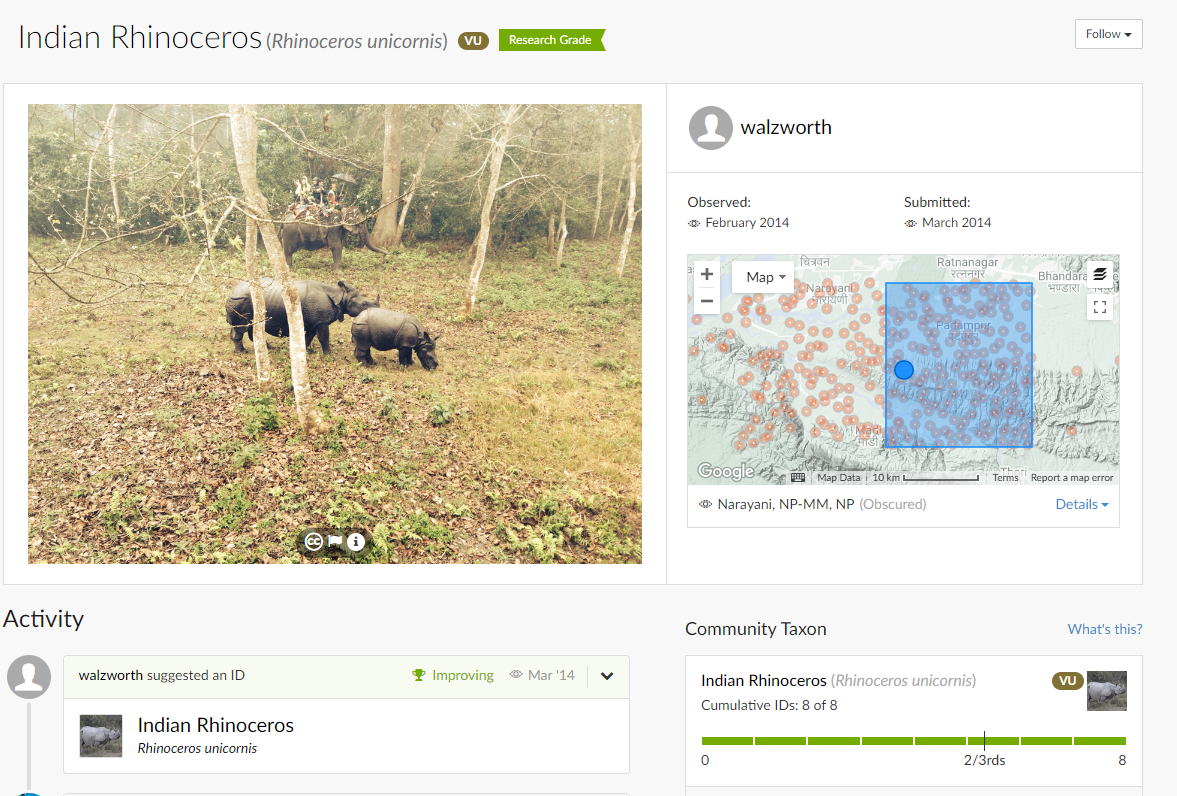 Indian Rhinoceros (Rhinoceros unicornis) VU Research Grade
Follow
walzworth
Observed:
February 2014
Submitted:
March 2014
+
−
Map
चित्रवन
Ratnanagar
रत्ननगर
Narayani
नारायणी
Bhandara
भण्डारा
Padampur
Madi
माडी
Thori
Google
Map Data
10 km
Terms
Report a map error
Narayani, NP-MM, NP (Obscured)
Details
cc
i
Activity
walzworth suggested an ID
Improving
Mar '14
Indian Rhinoceros
Rhinoceros unicornis
Community Taxon
What's this?
Indian Rhinoceros (Rhinoceros unicornis)
VU
Cumulative IDs: 8 of 8
0
2/3rds
8